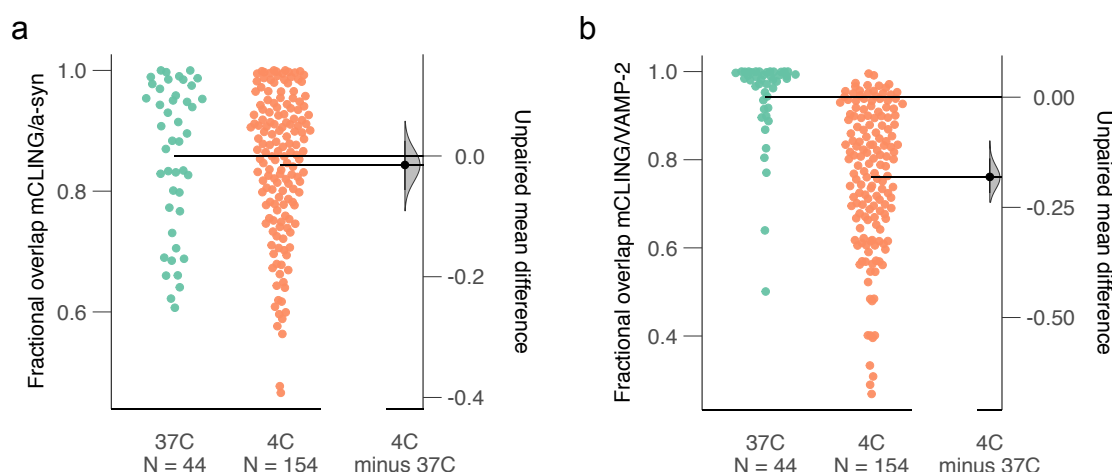 a
Fractional overlap mCLING/a-syn
1.0
0.8
0.6
37C
N = 44
4C
N = 154
4C
minus 37C
0.0
-0.2
-0.4
Unpaired mean difference
b
Fractional overlap mCLING/VAMP-2
1.0
0.8
0.6
0.4
37C
N = 44
4C
N = 154
4C
minus 37C
0.00
-0.25
-0.50
Unpaired mean difference